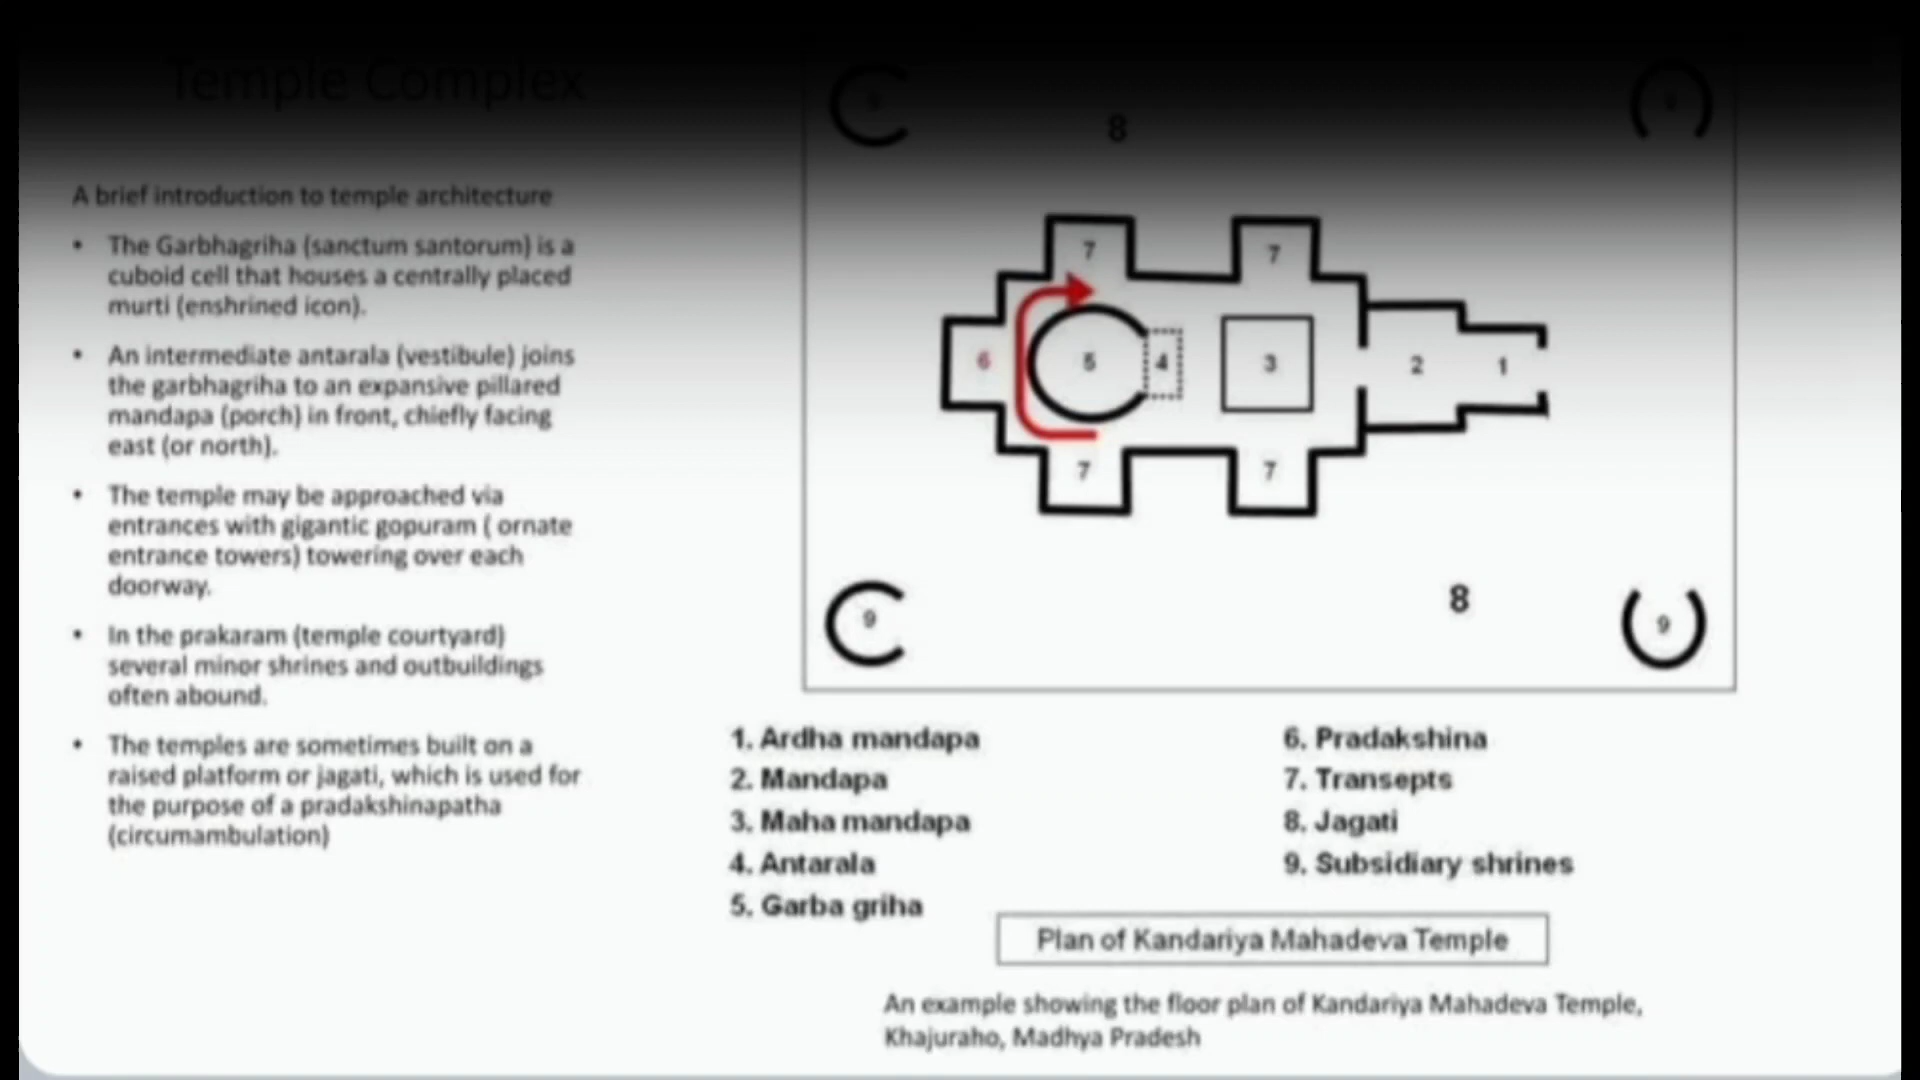 Temple Complex
A brief introduction to temple architecture
• The Garbhagriha (sanctum santorum) is a
cuboid cell that houses a centrally placed
murti (enshrined icon).
• An intermediate antarala (vestibule) joins
the garbhagriha to an expansive pillared
mandapa (porch) in front, chiefly facing
east (or north).
• The temple may be approached via
entrances with gigantic gopuram ( ornate
entrance towers) towering over each
doorway.
• In the prakaram (temple courtyard)
several minor shrines and outbuildings
often abound.
• The temples are sometimes built on a
raised platform or jagati, which is used for
the purpose of a pradakshinapatha
(circumambulation)
9 9
8
7 7
6 5 4 3 2 1
7 7
8
9 9
1. Ardha mandapa
2. Mandapa
3. Maha mandapa
4. Antarala
5. Garba griha
6. Pradakshina
7. Transepts
8. Jagati
9. Subsidiary shrines
Plan of Kandariya Mahadeva Temple
An example showing the floor plan of Kandariya Mahadeva Temple,
Khajuraho, Madhya Pradesh